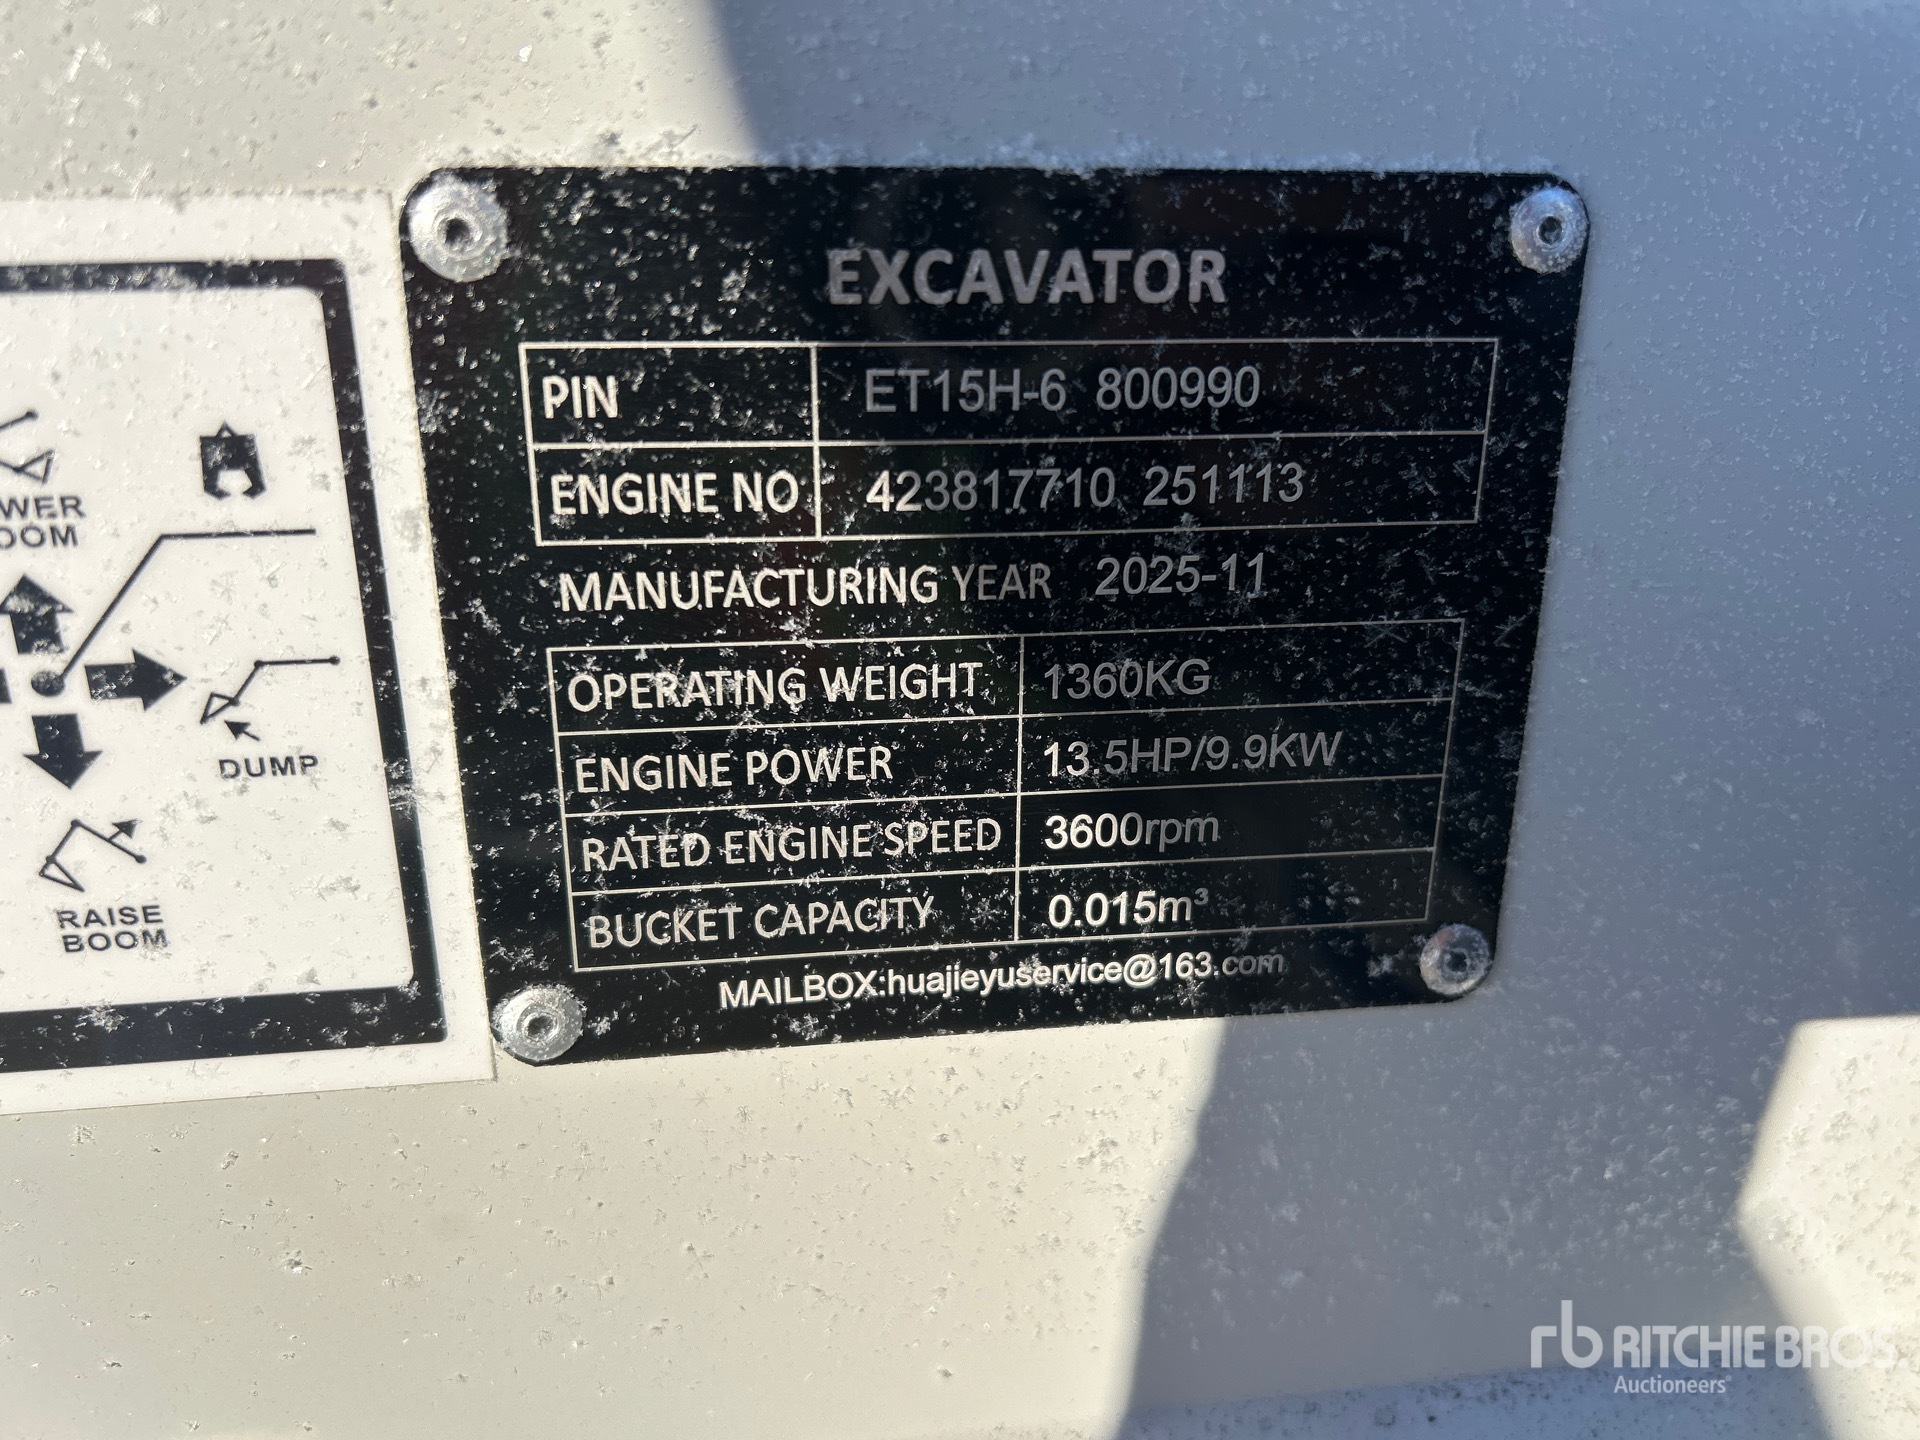 EXCAVATOR
PIN ET15H-6 800990
ENGINE NO 423817710 251113
MANUFACTURING YEAR 2025-11
OPERATING WEIGHT 1360KG
ENGINE POWER 13.5HP/9.9KW
RATED ENGINE SPEED 3600rpm
BUCKET CAPACITY 0.015m³
MAILBOX:huajieyuservice@163.com
DUMP
RAISE
BOOM
rb RITCHIE BROS.
Auctioneers